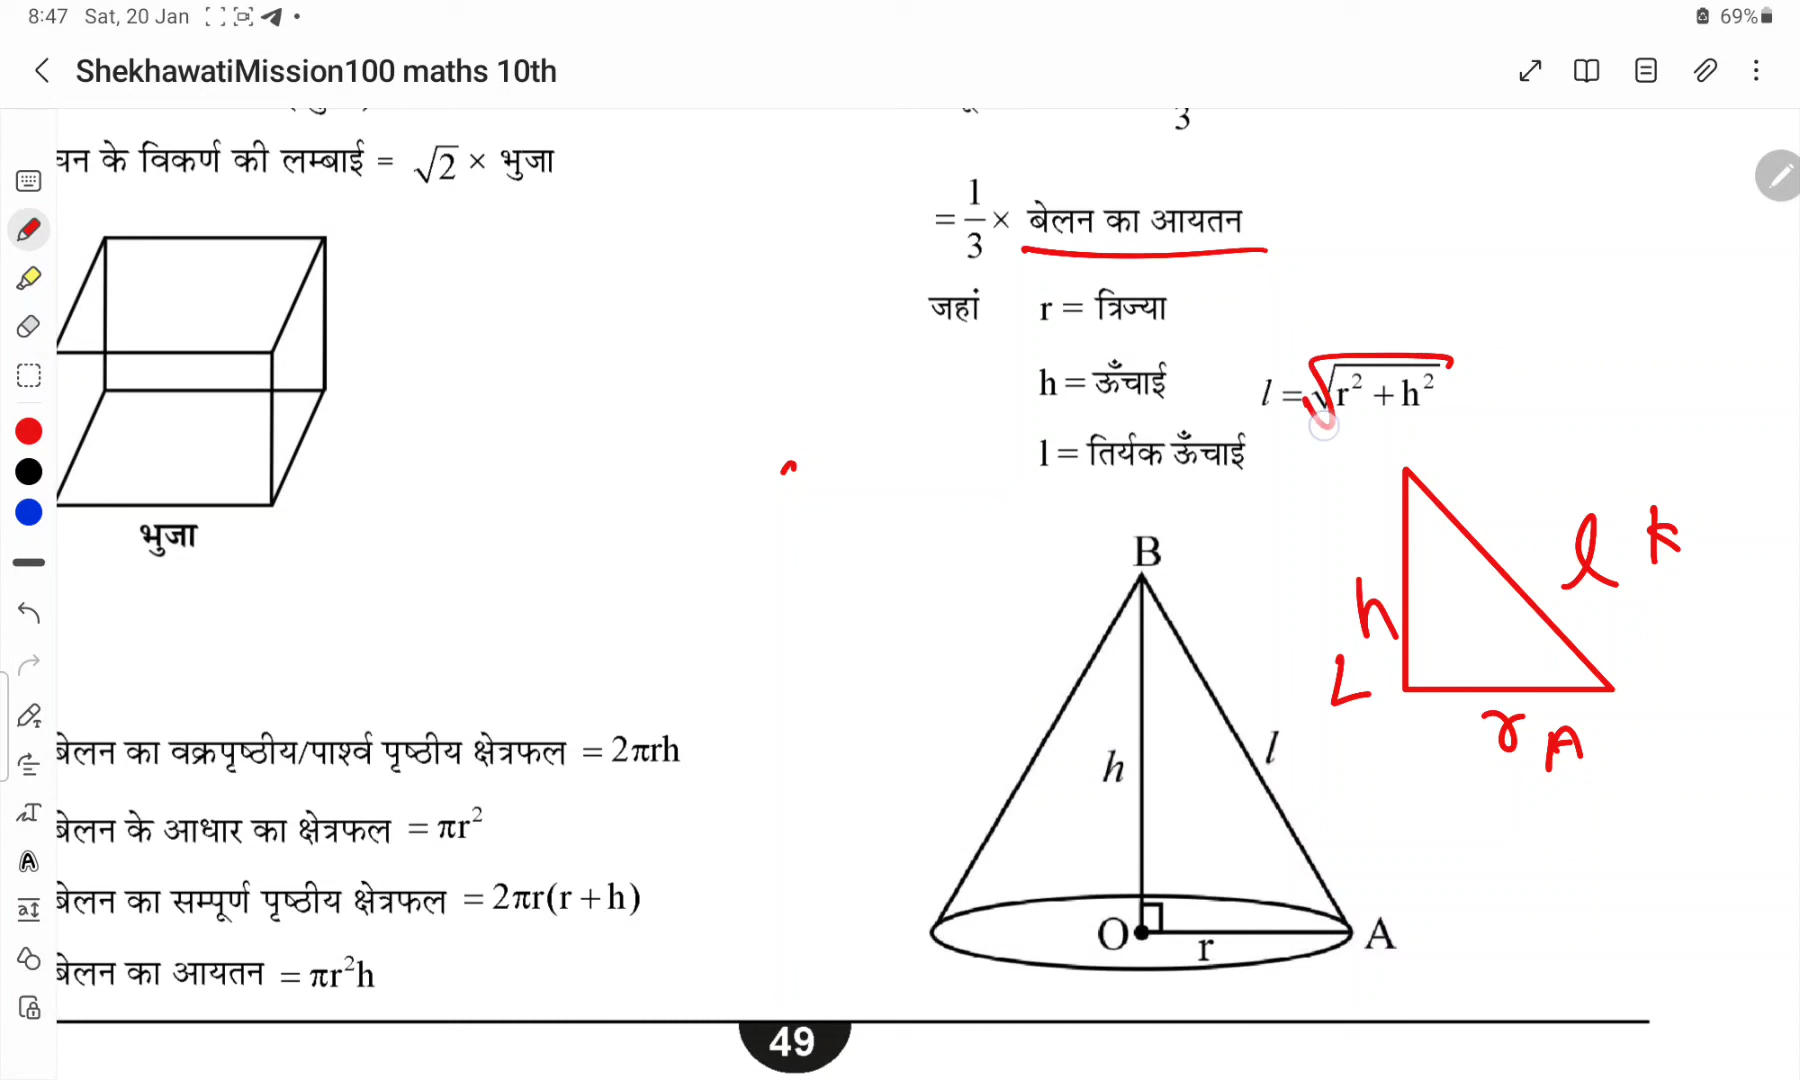 8:47 Sat, 20 Jan
69%
ShekhawatiMission100 maths 10th
के विकर्ण की लम्बाई = √2 × भुजा
भुजा
बेलन का वक्रपृष्ठीय/पार्श्व पृष्ठीय क्षेत्रफल = 2πrh
बेलन के आधार का क्षेत्रफल = πr²
बेलन का सम्पूर्ण पृष्ठीय क्षेत्रफल = 2πr(r + h)
बेलन का आयतन = πr²h
3
= 1/3 × बेलन का आयतन
जहां r = त्रिज्या
h = ऊँचाई l = √r² + h²
l = तिर्यक ऊँचाई
B
h
l
O
r
A
h
l K
L
r A
49